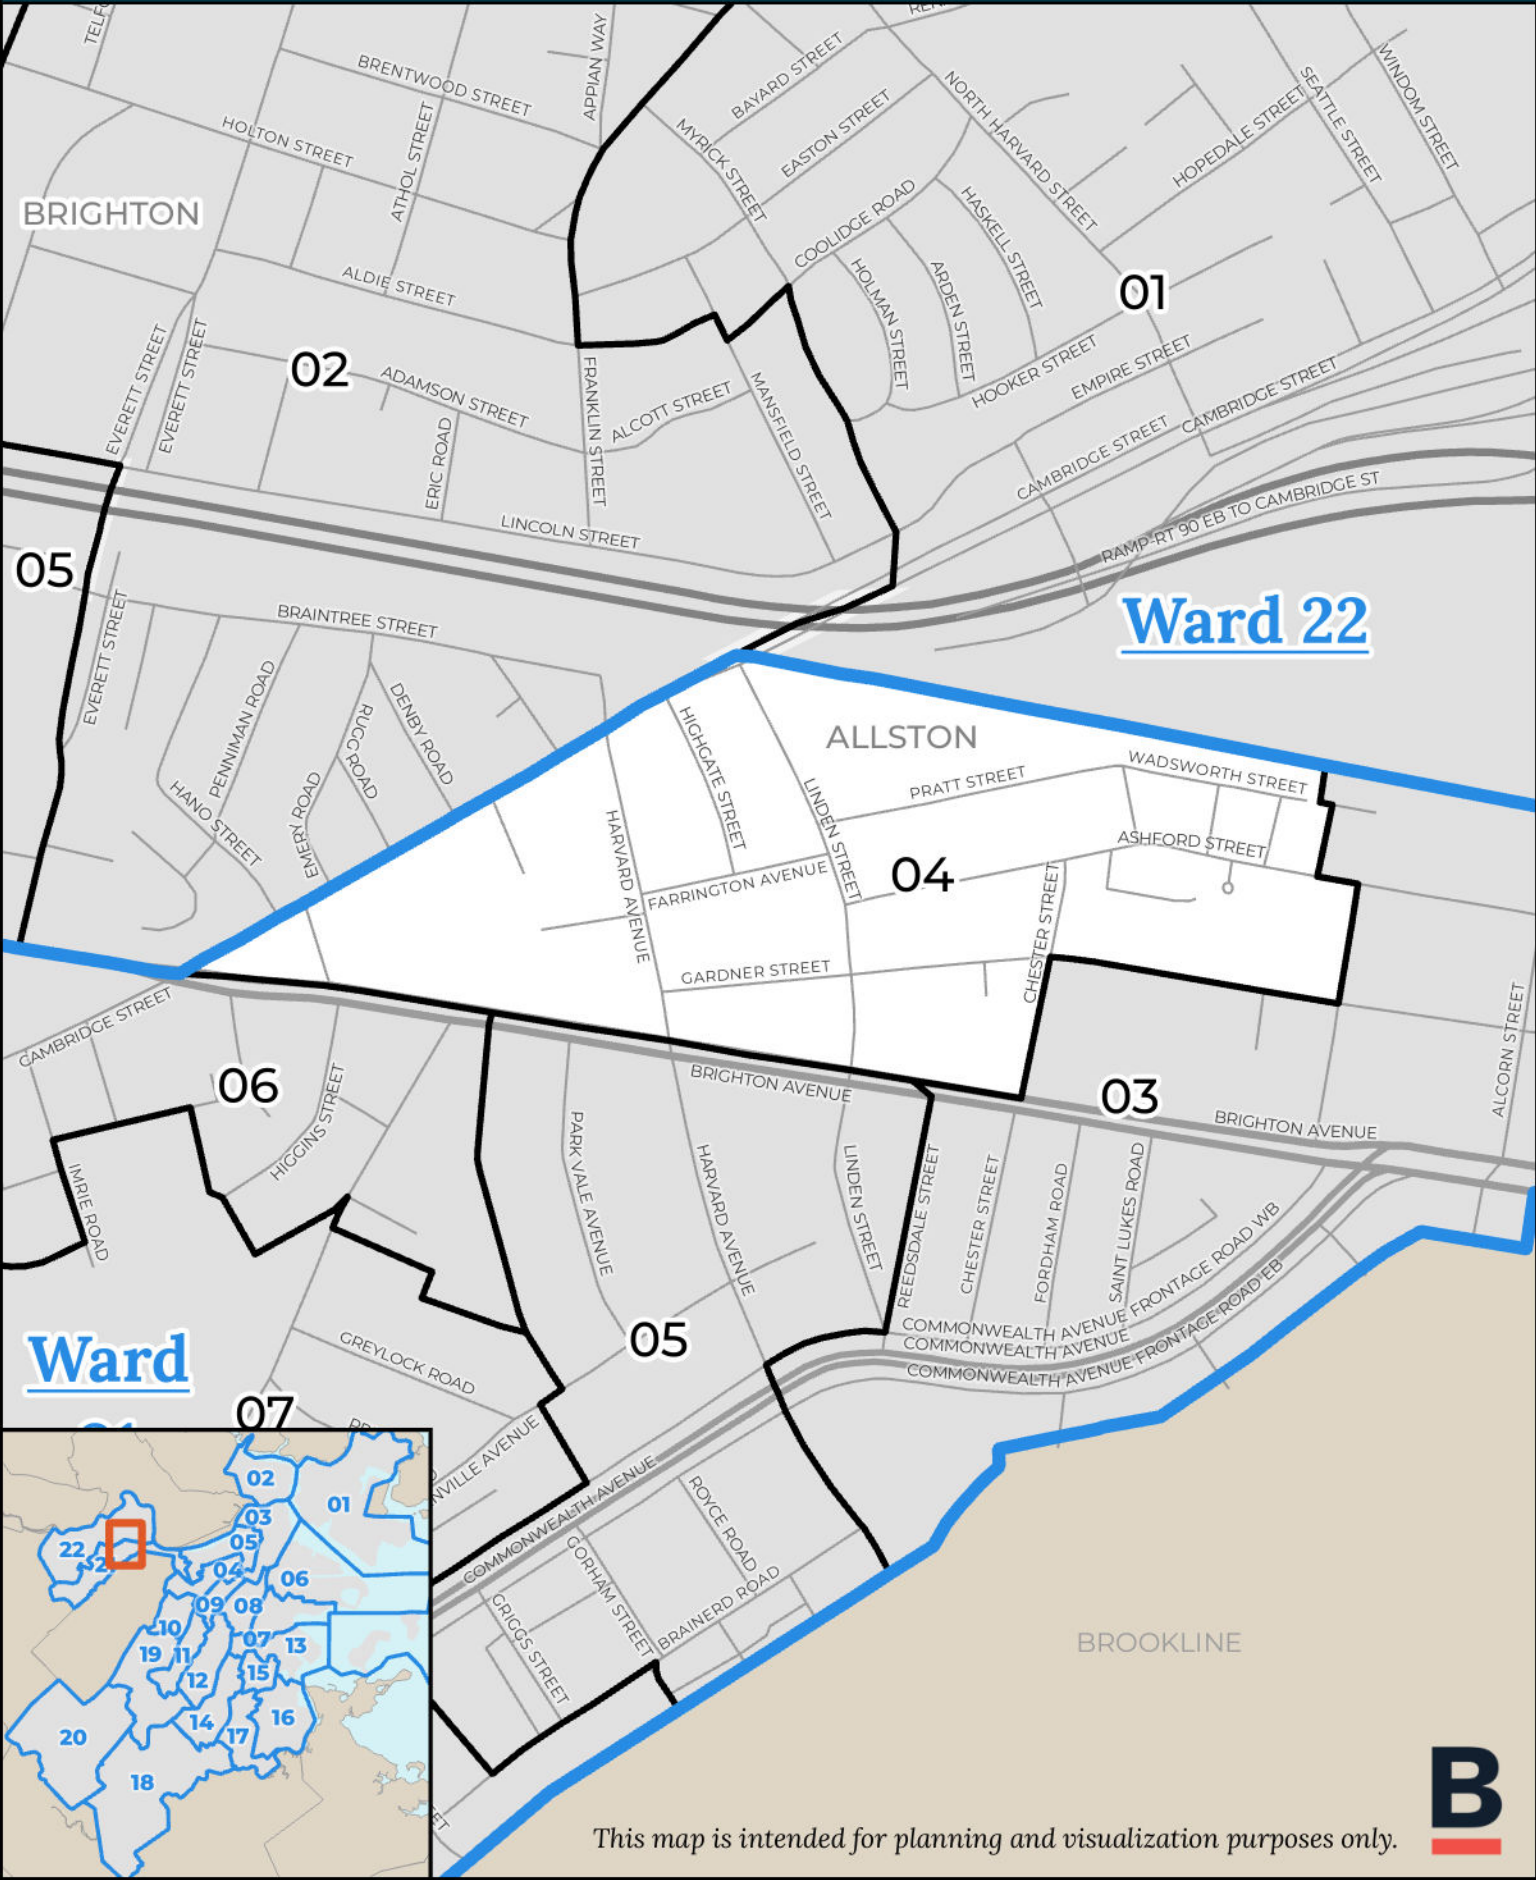 TELF
BRENTWOOD STREET
APPIAN WAY
BAYARD STREET
EASTON STREET
MYRICK STREET
NORTH HARVARD STREET
HOPEDALE STREET
SEATTLE STREET
WINDOM STREET
HOLTON STREET
ATHOL STREET
BRIGHTON
COOLIDGE ROAD
HASKELL STREET
HOLMAN STREET
ARDEN STREET
01
ALDIE STREET
HOOKER STREET
EMPIRE STREET
EVERETT STREET
EVERETT STREET
02
ADAMSON STREET
FRANKLIN STREET
ALCOTT STREET
MANSFIELD STREET
CAMBRIDGE STREET
CAMBRIDGE STREET
ERIC ROAD
LINCOLN STREET
RAMP-RT 90 EB TO CAMBRIDGE ST
05
EVERETT STREET
BRAINTREE STREET
Ward 22
PENNIMAN ROAD
RUGG ROAD
DENBY ROAD
HANO STREET
EMERY ROAD
HIGHGATE STREET
ALLSTON
LINDEN STREET
PRATT STREET
WADSWORTH STREET
HARVARD AVENUE
FARRINGTON AVENUE
04
ASHFORD STREET
CHESTER STREET
GARDNER STREET
CAMBRIDGE STREET
06
HIGGINS STREET
BRIGHTON AVENUE
03
BRIGHTON AVENUE
ALCORN STREET
IMRIE ROAD
PARK VALE AVENUE
HARVARD AVENUE
LINDEN STREET
REEDSDALE STREET
CHESTER STREET
FORDHAM ROAD
SAINT LUKES ROAD
COMMONWEALTH AVENUE FRONTAGE ROAD WB
COMMONWEALTH AVENUE
COMMONWEALTH AVENUE FRONTAGE ROAD EB
05
Ward
GREYLOCK ROAD
07
NVILLE AVENUE
COMMONWEALTH AVENUE
ROYCE ROAD
GORHAM STREET
GRIGGS STREET
BRAINERD ROAD
BROOKLINE
02
01
03
22
2
05
04
06
09
08
10
07
13
19
11
12
15
14
17
16
20
18
ET
B
This map is intended for planning and visualization purposes only.